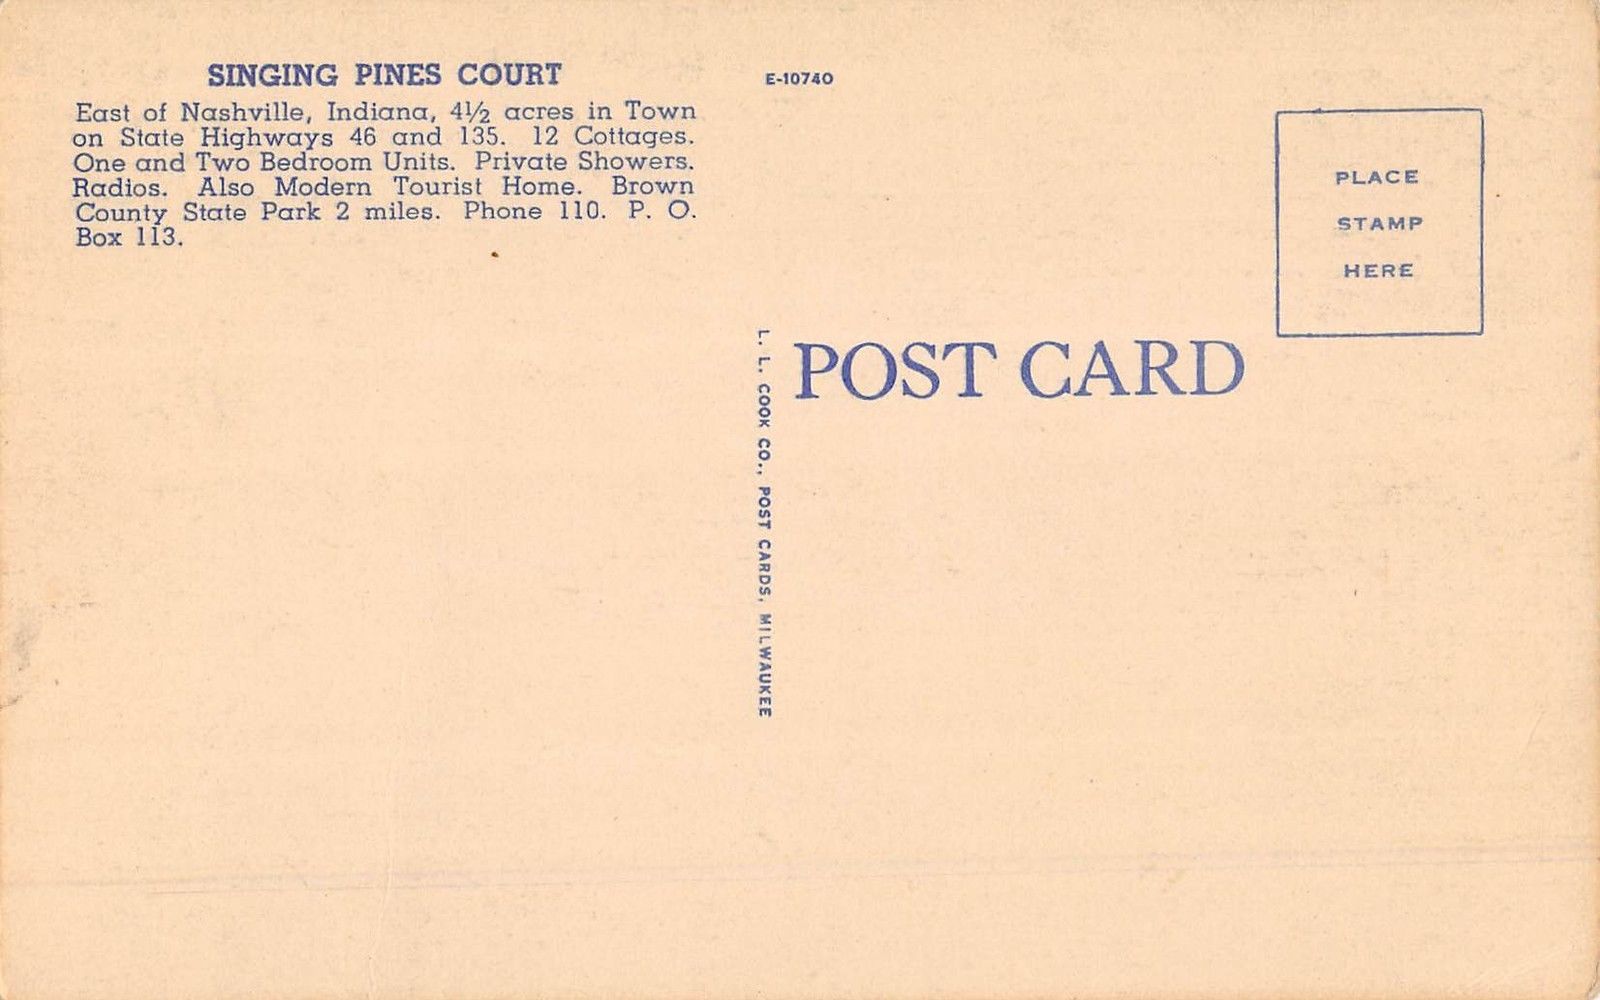 SINGING PINES COURT
East of Nashville, Indiana, 4½ acres in Town
on State Highways 46 and 135. 12 Cottages.
One and Two Bedroom Units. Private Showers.
Radios. Also Modern Tourist Home. Brown
County State Park 2 miles. Phone 110. P. O.
Box 113.
E-10740
PLACE
STAMP
HERE
POST CARD
L. L. COOK CO., POST CARDS, MILWAUKEE